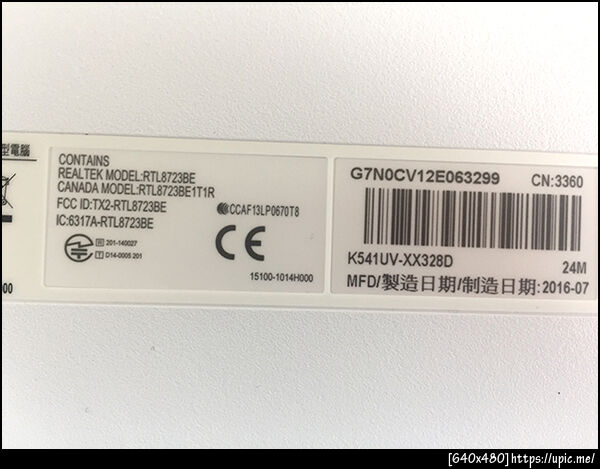 型電腦
000
CONTAINS
REALTEK MODEL:RTL8723BE
CANADA MODEL:RTL8723BE1T1R
FCC ID:TX2-RTL8723BE
IC:6317A-RTL8723BE
CCAF13LP0670T8
R 201-140027
T D14-0005 201
CE
15100-1014H000
G7N0CV12E063299 CN:3360
K541UV-XX328D 24M
MFD/製造日期/制造日期:2016-07
[640x480]https://upic.me/